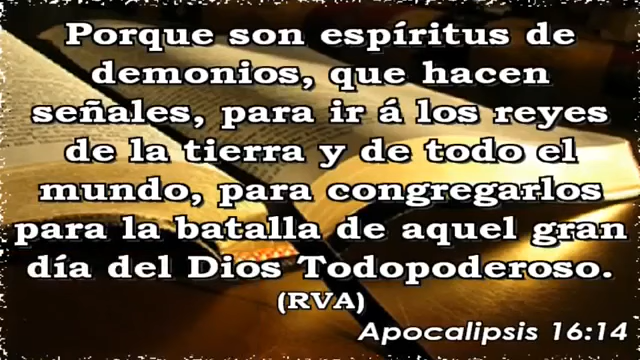 Porque son espíritus de
demonios, que hacen
señales, para ir á los reyes
de la tierra y de todo el
mundo, para congregarlos
para la batalla de aquel gran
día del Dios Todopoderoso.
(RVA)
Apocalipsis 16:14